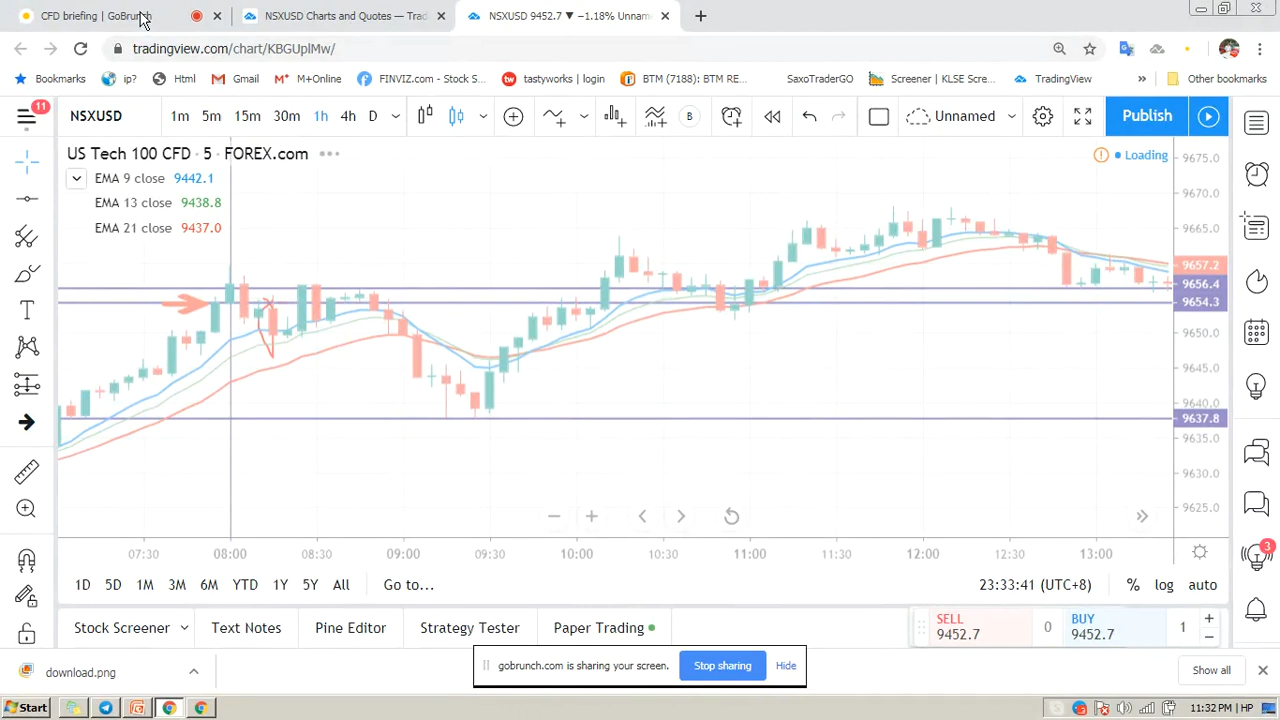 CFD briefing | GoBrunch
NSXUSD Charts and Quotes — Trad
NSXUSD 9452.7 ▼ −1.18% Unnam
tradingview.com/chart/KBGUplMw/
Bookmarks ip? Html Gmail M+Online FINVIZ.com - Stock S... tastyworks | login BTM (7188): BTM RE... SaxoTraderGO Screener | KLSE Scre... TradingView » Other bookmarks
11 NSXUSD 1m 5m 15m 30m 1h 4h D B Unnamed Publish
US Tech 100 CFD · 5 · FOREX.com
Loading
EMA 9 close 9442.1
EMA 13 close 9438.8
EMA 21 close 9437.0
9675.0
9670.0
9665.0
9657.2
9656.4
9654.3
9650.0
9645.0
9640.0
9637.8
9635.0
9630.0
9625.0
07:30 08:00 08:30 09:00 09:30 10:00 10:30 11:00 11:30 12:00 12:30 13:00
1D 5D 1M 3M 6M YTD 1Y 5Y All Go to... 23:33:41 (UTC+8) % log auto
3
Stock Screener Text Notes Pine Editor Strategy Tester Paper Trading
SELL 9452.7 0 BUY 9452.7 1
download.png
gobrunch.com is sharing your screen. Stop sharing Hide
Show all
Start 11:32 PM HP